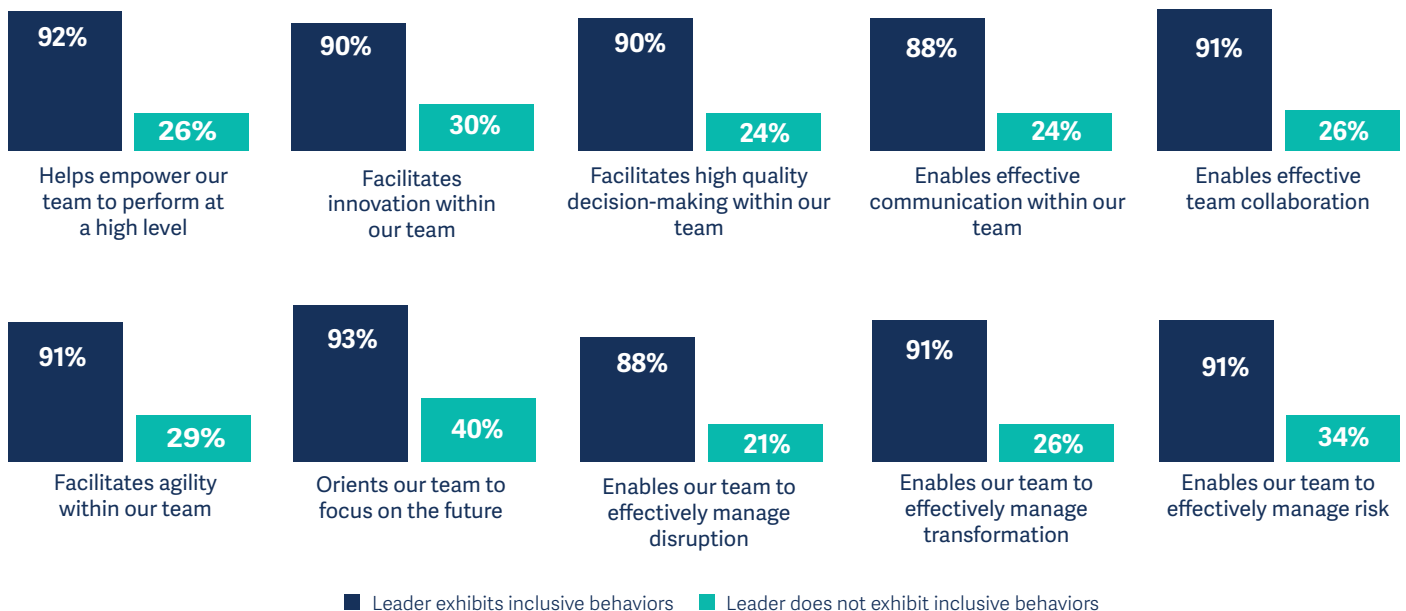 92%
26%
Helps empower our
team to perform at
a high level
90%
30%
Facilitates
innovation within
our team
90%
24%
Facilitates high quality
decision-making within our
team
88%
24%
Enables effective
communication within our
team
91%
26%
Enables effective
team collaboration
91%
29%
Facilitates agility
within our team
93%
40%
Orients our team to
focus on the future
88%
21%
Enables our team to
effectively manage
disruption
91%
26%
Enables our team to
effectively manage
transformation
91%
34%
Enables our team to
effectively manage risk
Leader exhibits inclusive behaviors
Leader does not exhibit inclusive behaviors